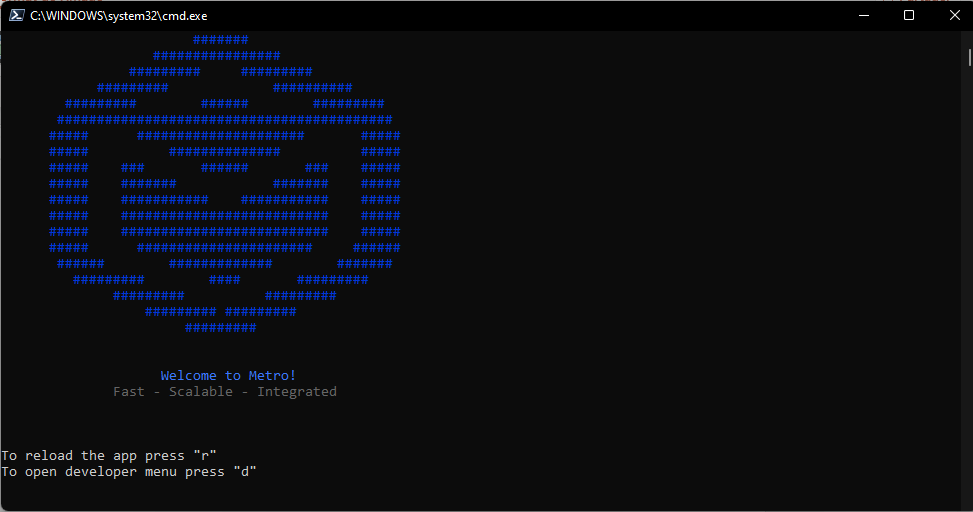 C:\WINDOWS\system32\cmd.exe
#######
################
#########     #########
#########             ##########
#########        ######        #########
##########################################
#####      #####################       #####
#####          ##############          #####
#####    ###       ######       ###    #####
#####    #######            #######    #####
#####    ###########    ###########    #####
#####    ##########################    #####
#####    ##########################    #####
#####      ######################     ######
######        #############        #######
#########        ####       #########
#########          #########
######### #########
#########
Welcome to Metro!
Fast - Scalable - Integrated
To reload the app press "r"
To open developer menu press "d"